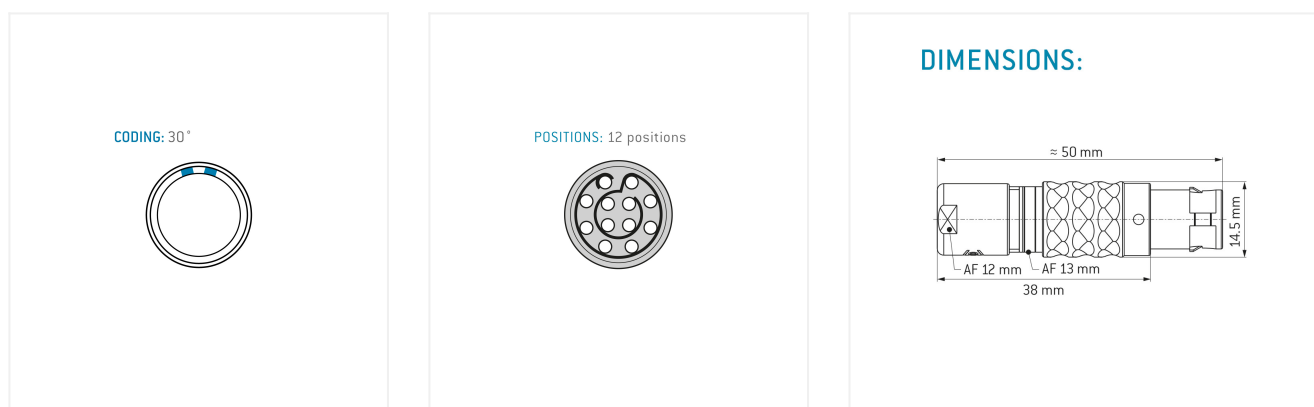 CODING: 30°
POSITIONS: 12 positions
DIMENSIONS:
≈ 50 mm
14.5 mm
AF 12 mm
AF 13 mm
38 mm